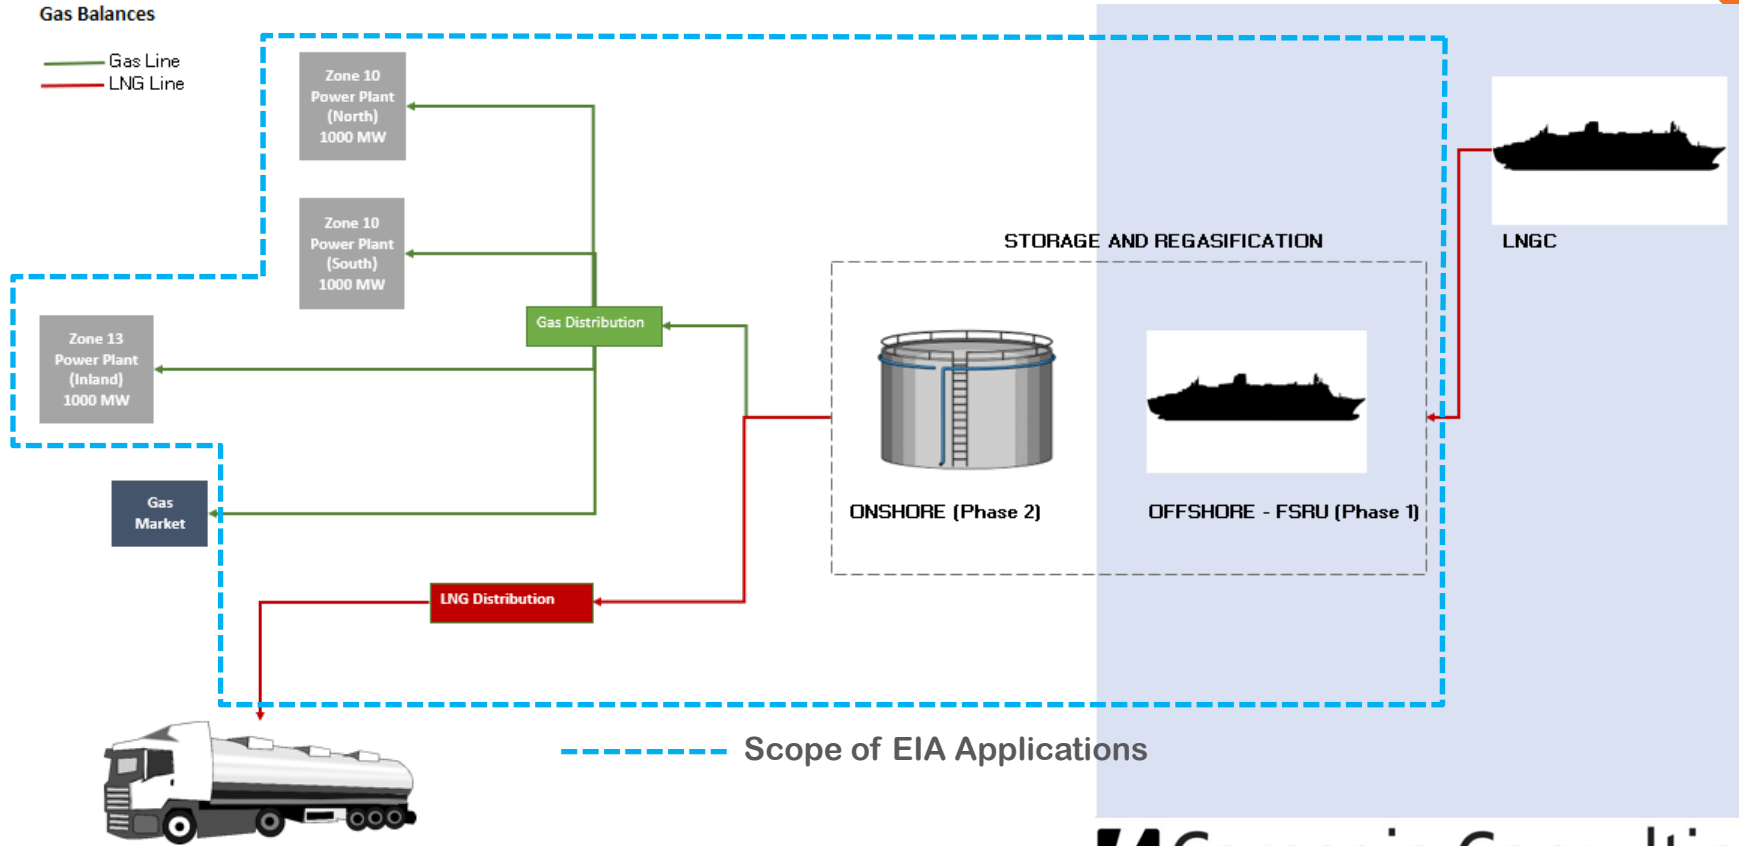 Gas Balances
Gas Line
LNG Line
Zone 10
Power Plant
(North)
1000 MW
Zone 10
Power Plant
(South)
1000 MW
Zone 13
Power Plant
(Inland)
1000 MW
Gas
Market
Gas Distribution
LNG Distribution
STORAGE AND REGASIFICATION
ONSHORE (Phase 2)
OFFSHORE - FSRU (Phase 1)
LNGC
Scope of EIA Applications